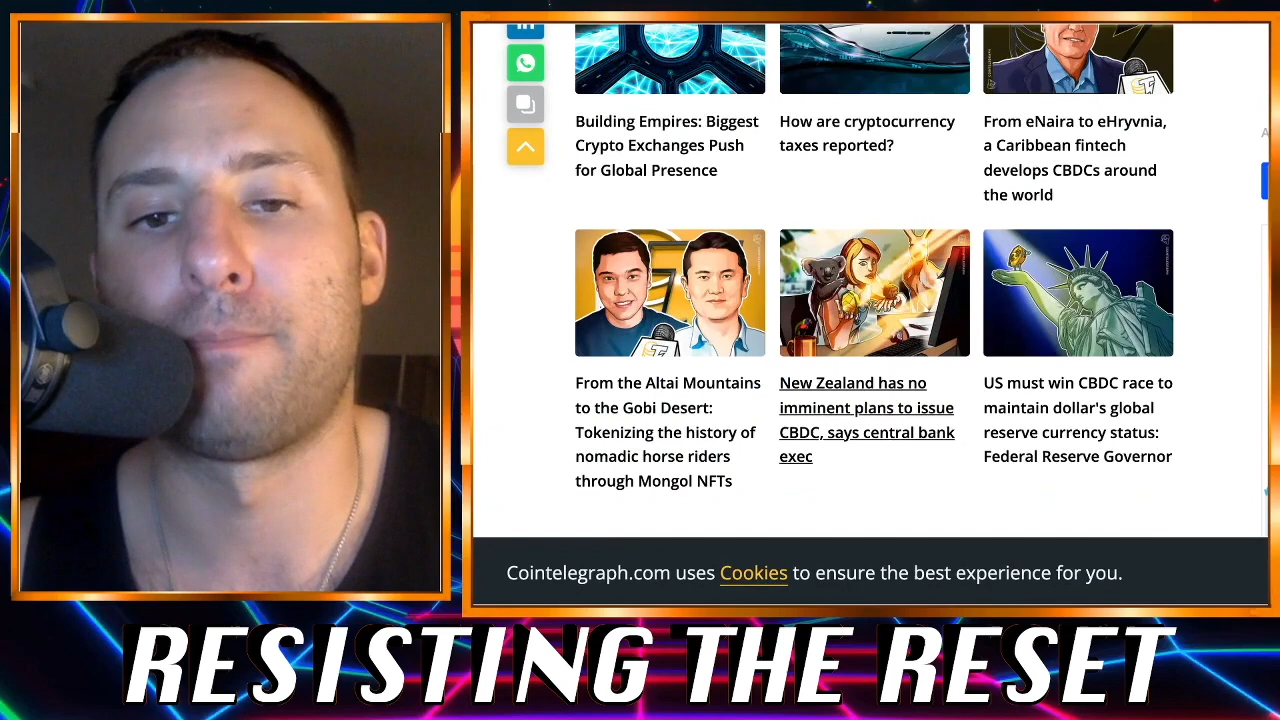 Building Empires: Biggest
Crypto Exchanges Push
for Global Presence
How are cryptocurrency
taxes reported?
From eNaira to eHryvnia,
a Caribbean fintech
develops CBDCs around
the world
From the Altai Mountains
to the Gobi Desert:
Tokenizing the history of
nomadic horse riders
through Mongol NFTs
New Zealand has no
imminent plans to issue
CBDC, says central bank
exec
US must win CBDC race to
maintain dollar's global
reserve currency status:
Federal Reserve Governor
Cointelegraph.com uses Cookies to ensure the best experience for you.
RESISTING THE RESET